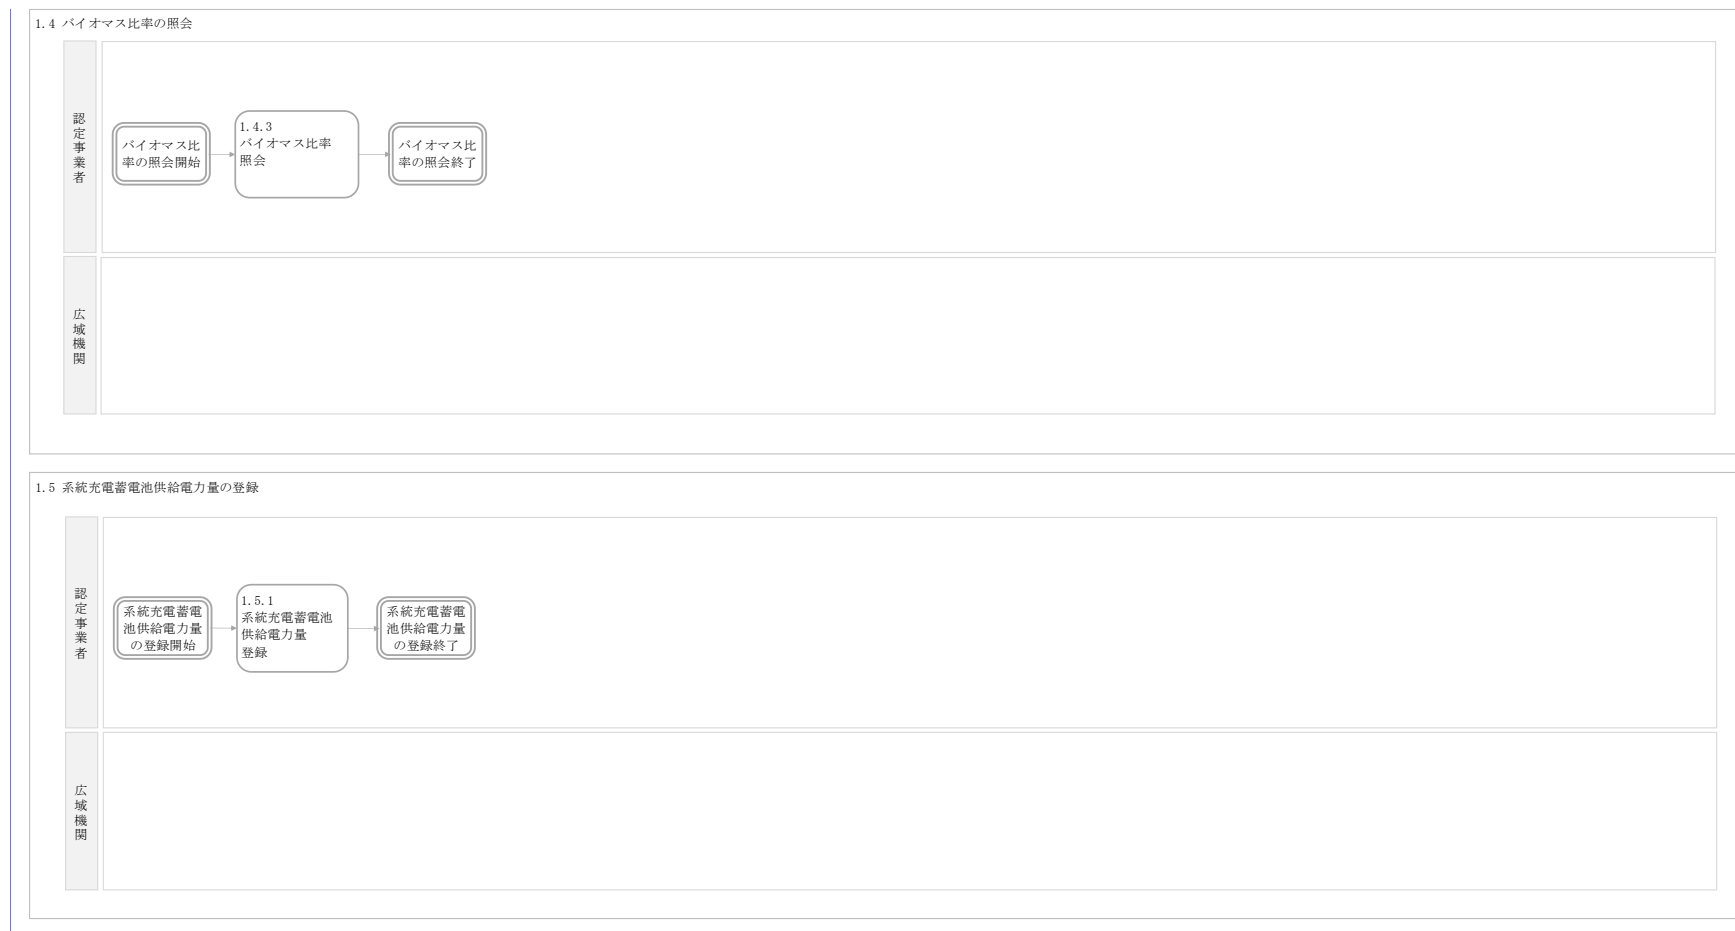 1.4 バイオマス比率の照会
認定事業者
バイオマス比
率の照会開始
1.4.3
バイオマス比率
照会
バイオマス比
率の照会終了
広域機関
1.5 系統充電蓄電池供給電力量の登録
認定事業者
系統充電蓄電
池供給電力量
の登録開始
1.5.1
系統充電蓄電池
供給電力量
登録
系統充電蓄電
池供給電力量
の登録終了
広域機関